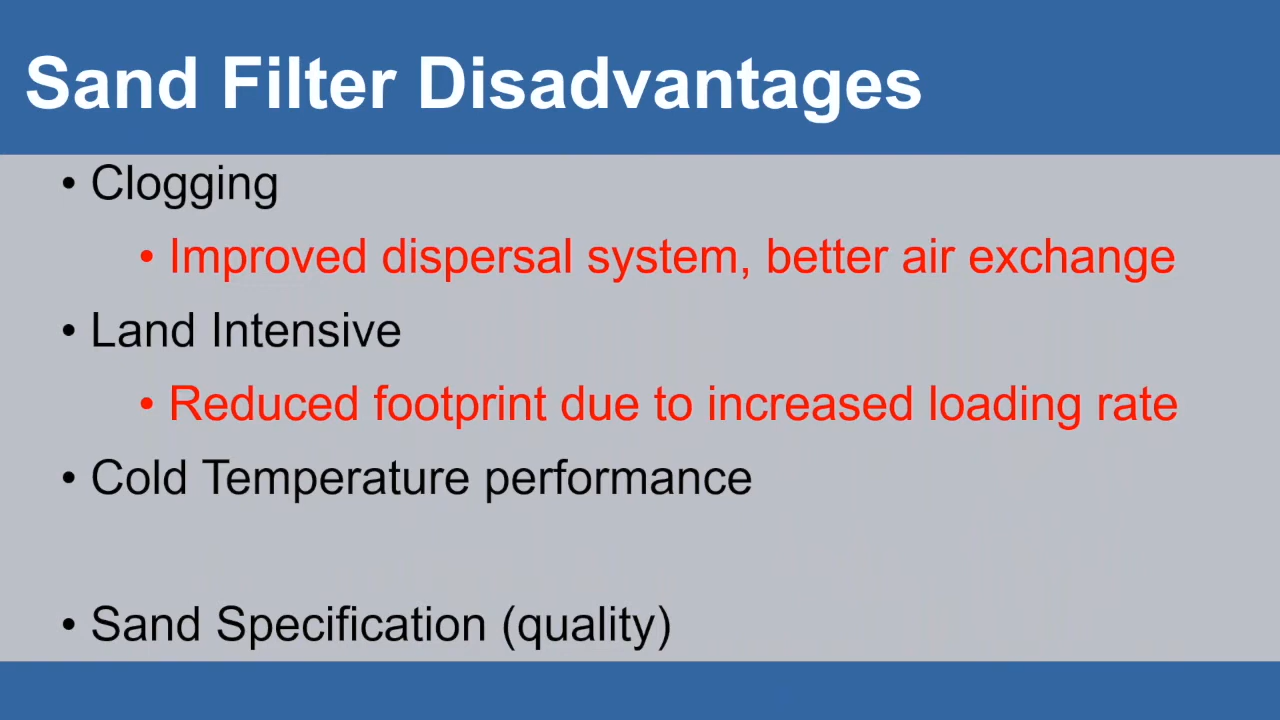 Sand Filter Disadvantages
• Clogging
• Improved dispersal system, better air exchange
• Land Intensive
• Reduced footprint due to increased loading rate
• Cold Temperature performance
• Sand Specification (quality)